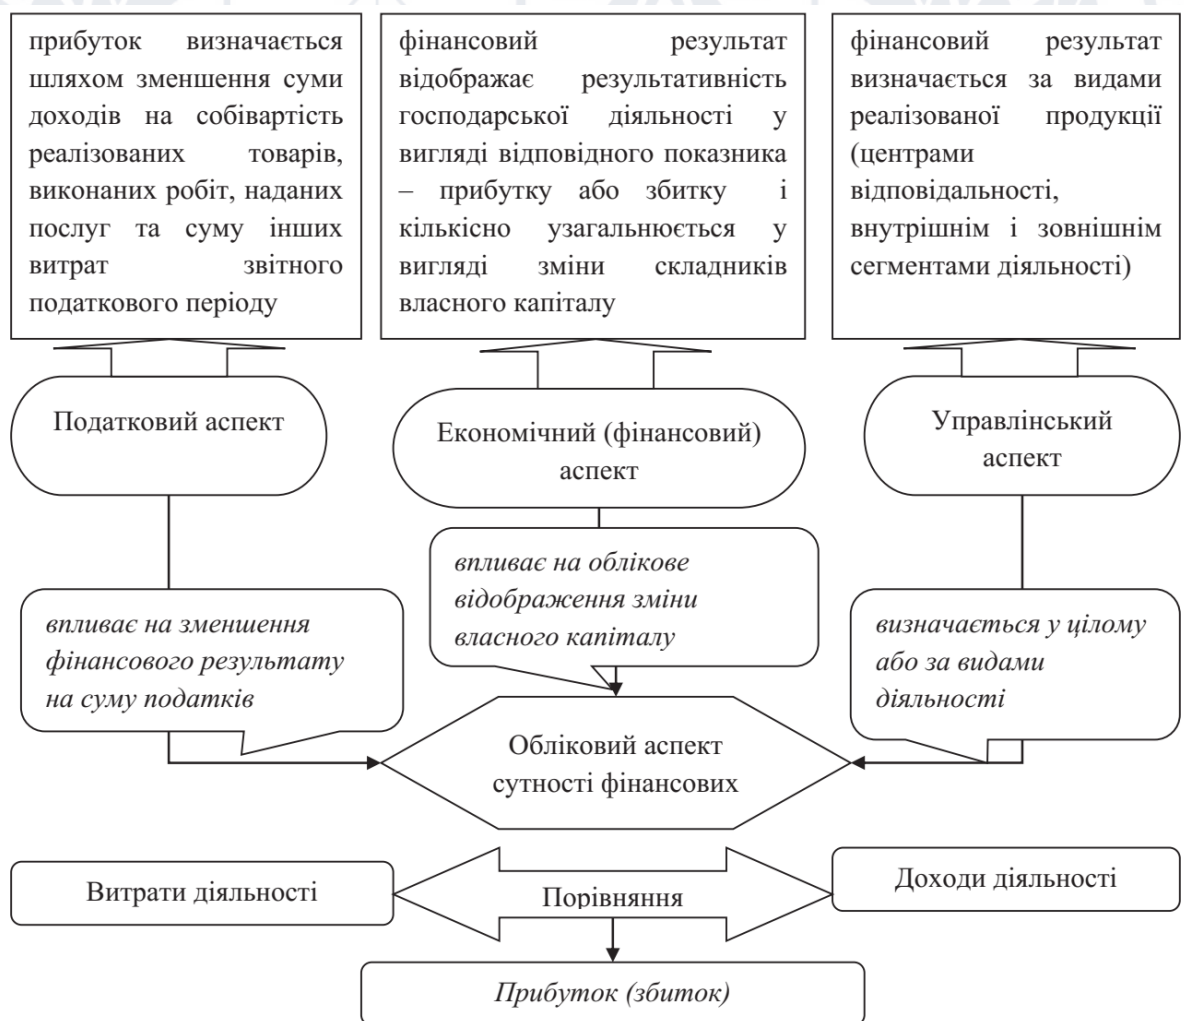 прибуток визначається
шляхом зменшення суми
доходів на собівартість
реалізованих товарів,
виконаних робіт, наданих
послуг та суму інших
витрат звітного
податкового періоду
фінансовий результат
відображає результативність
господарської діяльності у
вигляді відповідного показника
– прибутку або збитку і
кількісно узагальнюється у
вигляді зміни складників
власного капіталу
фінансовий результат
визначається за видами
реалізованої продукції
(центрами
відповідальності,
внутрішнім і зовнішнім
сегментами діяльності)
Податковий аспект
Економічний (фінансовий)
аспект
Управлінський
аспект
впливає на зменшення
фінансового результату
на суму податків
впливає на облікове
відображення зміни
власного капіталу
визначається у цілому
або за видами
діяльності
Обліковий аспект
сутності фінансових
Витрати діяльності
Порівняння
Доходи діяльності
Прибуток (збиток)